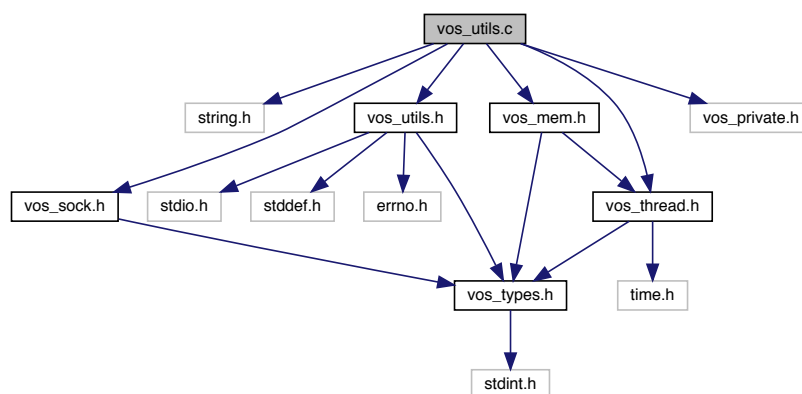 vos_utils.c
string.h
vos_utils.h
vos_mem.h
vos_private.h
vos_sock.h
stdio.h
stddef.h
errno.h
vos_thread.h
vos_types.h
time.h
stdint.h